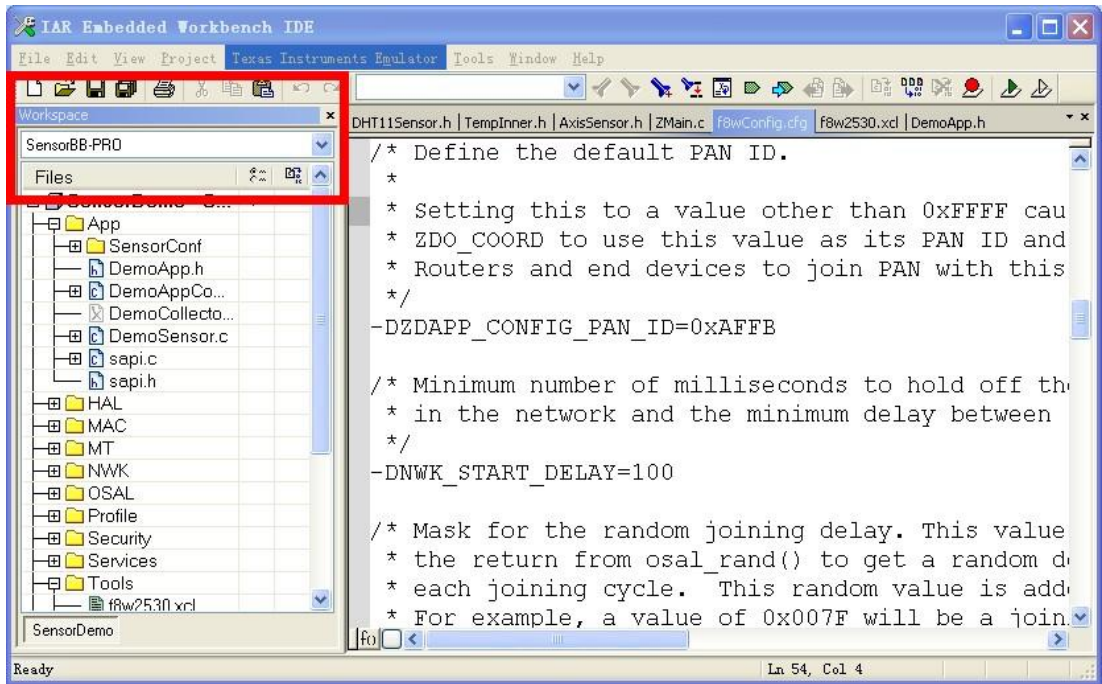 IAR Embedded Workbench IDE
File Edit View Project Texas Instruments Emulator Tools Window Help
Workspace
SensorBB-PRO
Files
App
SensorConf
DemoApp.h
DemoAppCo...
DemoCollecto...
DemoSensor.c
sapi.c
sapi.h
HAL
MAC
MT
NWK
OSAL
Profile
Security
Services
Tools
f8w2530.xcl
SensorDemo
DHT11Sensor.h | TempInner.h | AxisSensor.h | ZMain.c f8wConfig.cfg f8w2530.xcl | DemoApp.h
/* Define the default PAN ID.
*
* Setting this to a value other than 0xFFFF cau
* ZDO_COORD to use this value as its PAN ID and
* Routers and end devices to join PAN with this
*/
-DZDAPP_CONFIG_PAN_ID=0xAFFB
/* Minimum number of milliseconds to hold off th
* in the network and the minimum delay between
*/
-DNWK_START_DELAY=100
/* Mask for the random joining delay. This value
* the return from osal_rand() to get a random d
* each joining cycle. This random value is add
* For example, a value of 0x007F will be a join
fo
Ready
Ln 54, Col 4